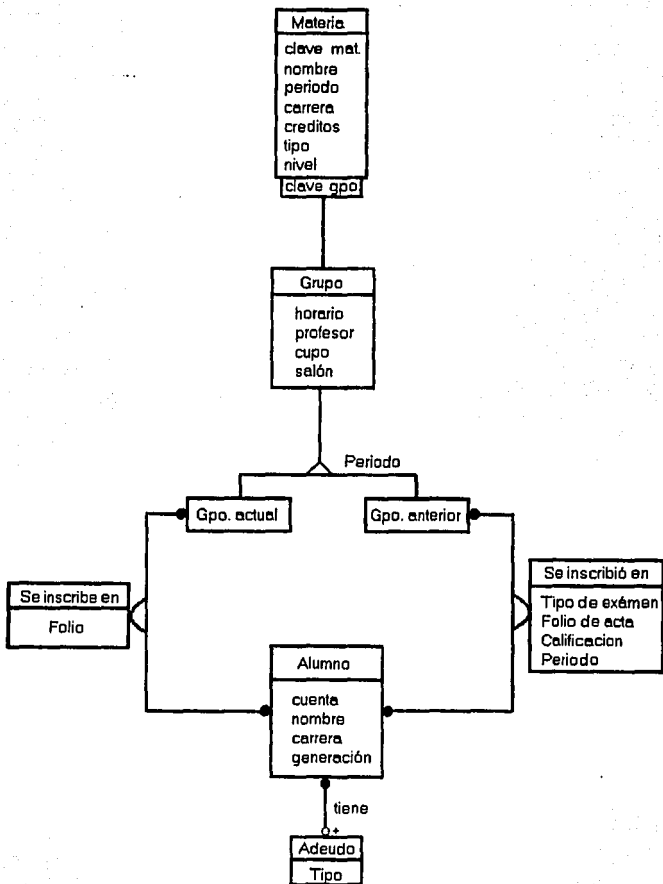 Materia
clave mat.
nombre
periodo
carrera
creditos
tipo
nivel
clave gpo
Grupo
horario
profesor
cupo
salón
Periodo
Gpo. actual
Gpo. anterior
Se inscribe en
Folio
Se inscribió en
Tipo de exámen
Folio de acta
Calificacion
Periodo
Alumno
cuenta
nombre
carrera
generación
tiene
+
Adeudo
Tipo